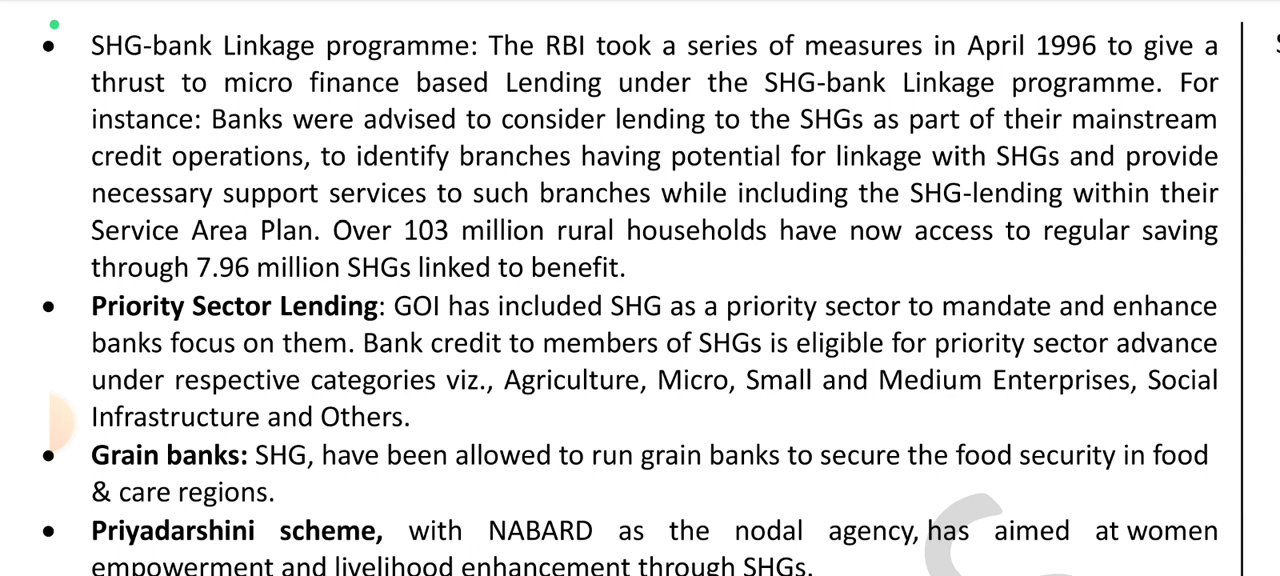 • SHG-bank Linkage programme: The RBI took a series of measures in April 1996 to give a
thrust to micro finance based Lending under the SHG-bank Linkage programme. For
instance: Banks were advised to consider lending to the SHGs as part of their mainstream
credit operations, to identify branches having potential for linkage with SHGs and provide
necessary support services to such branches while including the SHG-lending within their
Service Area Plan. Over 103 million rural households have now access to regular saving
through 7.96 million SHGs linked to benefit.
• Priority Sector Lending: GOI has included SHG as a priority sector to mandate and enhance
banks focus on them. Bank credit to members of SHGs is eligible for priority sector advance
under respective categories viz., Agriculture, Micro, Small and Medium Enterprises, Social
Infrastructure and Others.
• Grain banks: SHG, have been allowed to run grain banks to secure the food security in food
& care regions.
• Priyadarshini scheme, with NABARD as the nodal agency, has aimed at women
empowerment and livelihood enhancement through SHGs.